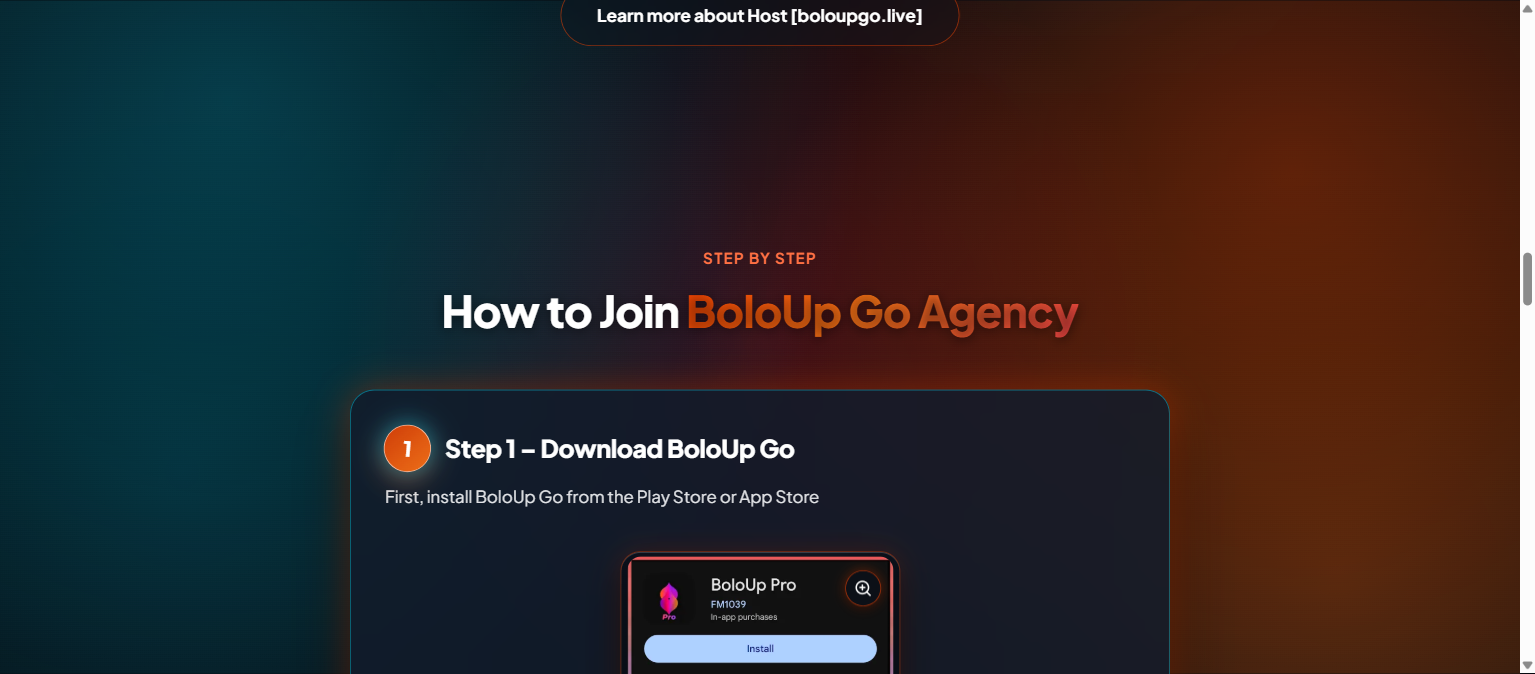 Learn more about Host [boloupgo.live]
STEP BY STEP
How to Join BoloUp Go Agency
1
Step 1 – Download BoloUp Go
First, install BoloUp Go from the Play Store or App Store
BoloUp Pro
FM1039
In-app purchases
Pro
Install